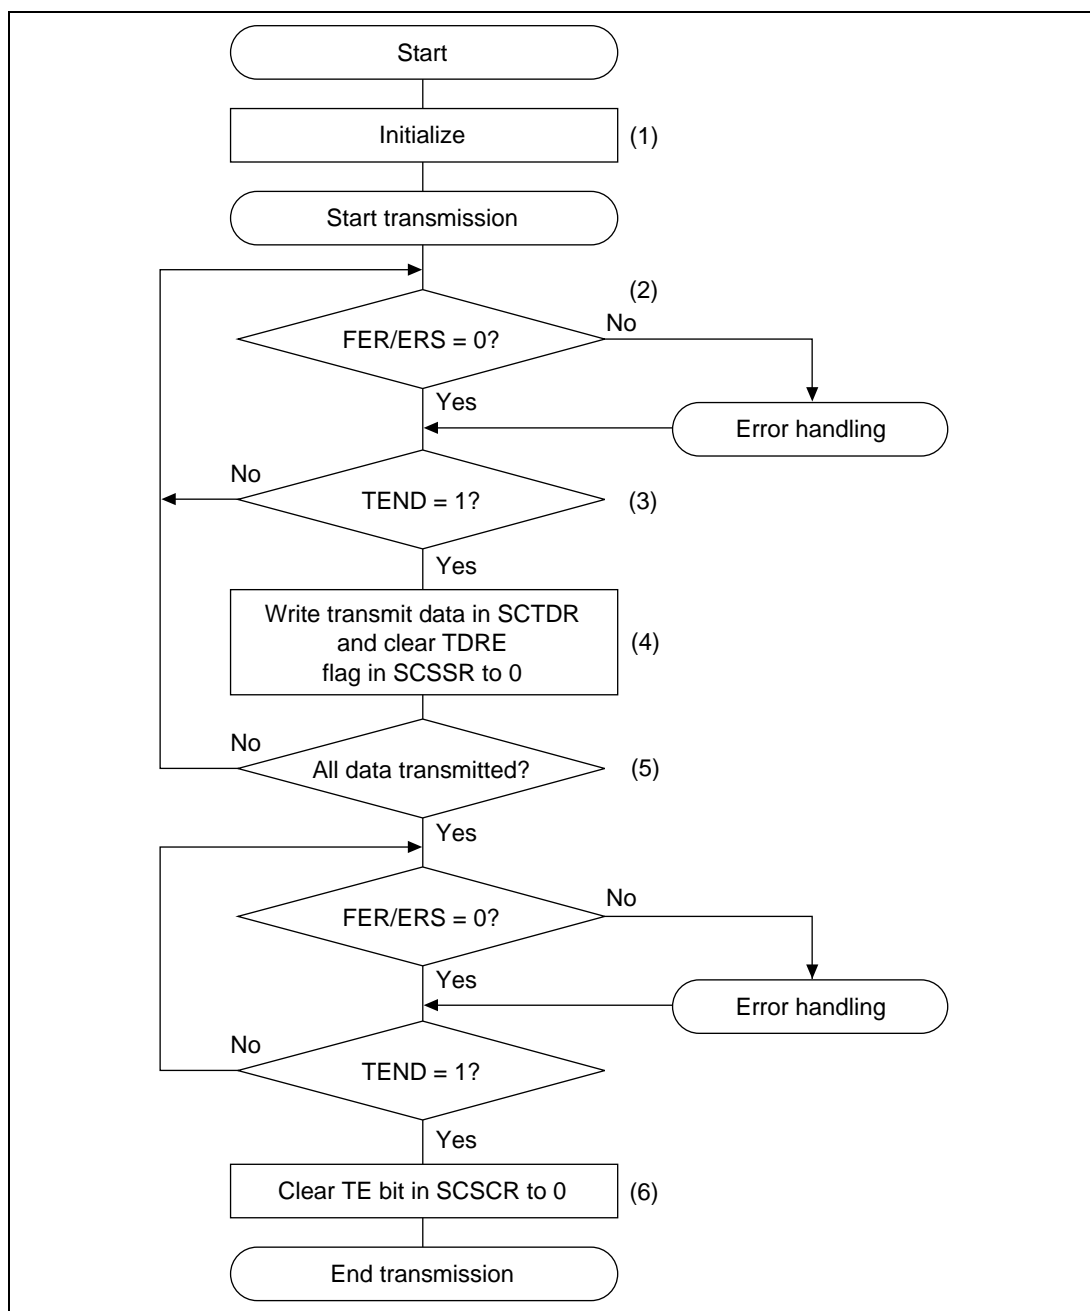 Start
Initialize
(1)
Start transmission
(2)
FER/ERS = 0?
No
Yes
Error handling
No
TEND = 1?
(3)
Yes
Write transmit data in SCTDR
and clear TDRE
flag in SCSSR to 0
(4)
No
All data transmitted?
(5)
Yes
FER/ERS = 0?
No
Yes
Error handling
No
TEND = 1?
Yes
Clear TE bit in SCSCR to 0
(6)
End transmission